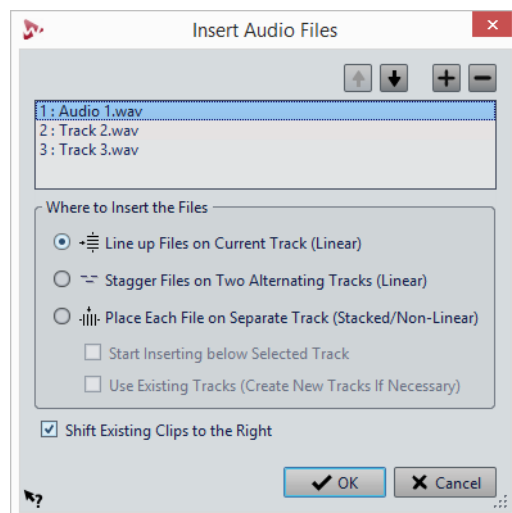 Insert Audio Files
1 : Audio 1.wav
2 : Track 2.wav
3 : Track 3.wav
Where to Insert the Files
Line up Files on Current Track (Linear)
Stagger Files on Two Alternating Tracks (Linear)
Place Each File on Separate Track (Stacked/Non-Linear)
Start Inserting below Selected Track
Use Existing Tracks (Create New Tracks If Necessary)
Shift Existing Clips to the Right
OK
Cancel